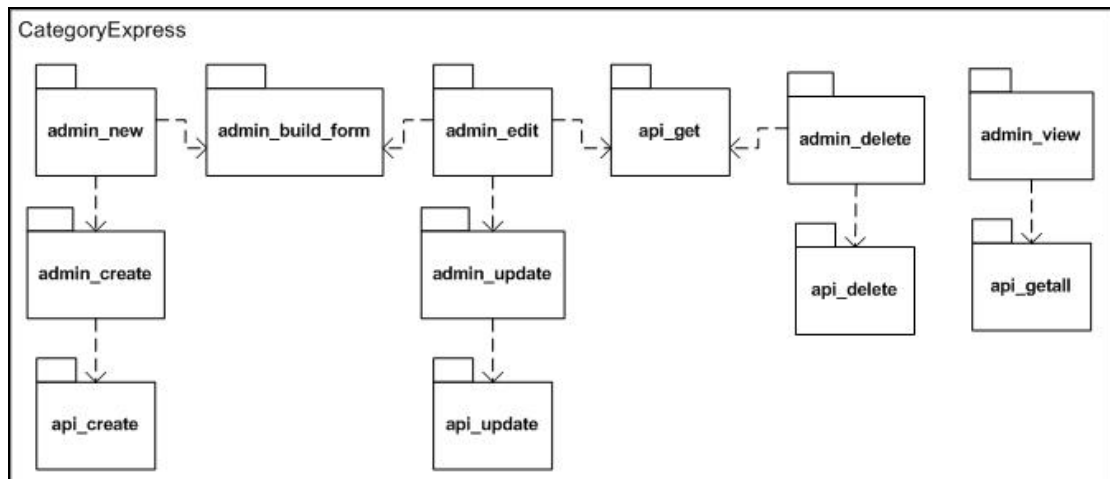 CategoryExpress
admin_new
admin_build_form
admin_edit
api_get
admin_delete
admin_view
admin_create
admin_update
api_delete
api_getall
api_create
api_update